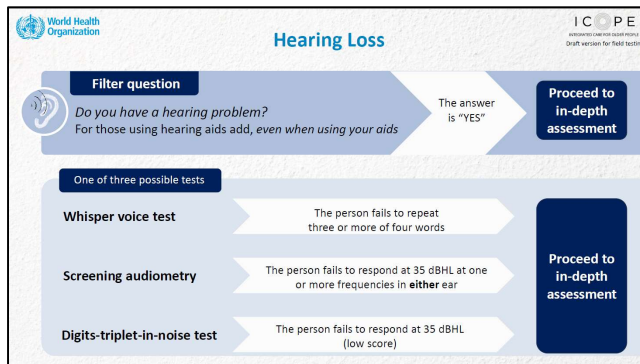 World Health
Organization
Hearing Loss
ICOPE
INTEGRATED CARE FOR OLDER PEOPLE
Draft version for field testing
Filter question
Do you have a hearing problem?
For those using hearing aids add, even when using your aids
The answer
is “YES”
Proceed to
in-depth
assessment
One of three possible tests
Whisper voice test
The person fails to repeat
three or more of four words
Screening audiometry
The person fails to respond at 35 dBHL at one
or more frequencies in either ear
Digits-triplet-in-noise test
The person fails to respond at 35 dBHL
(low score)
Proceed to
in-depth
assessment